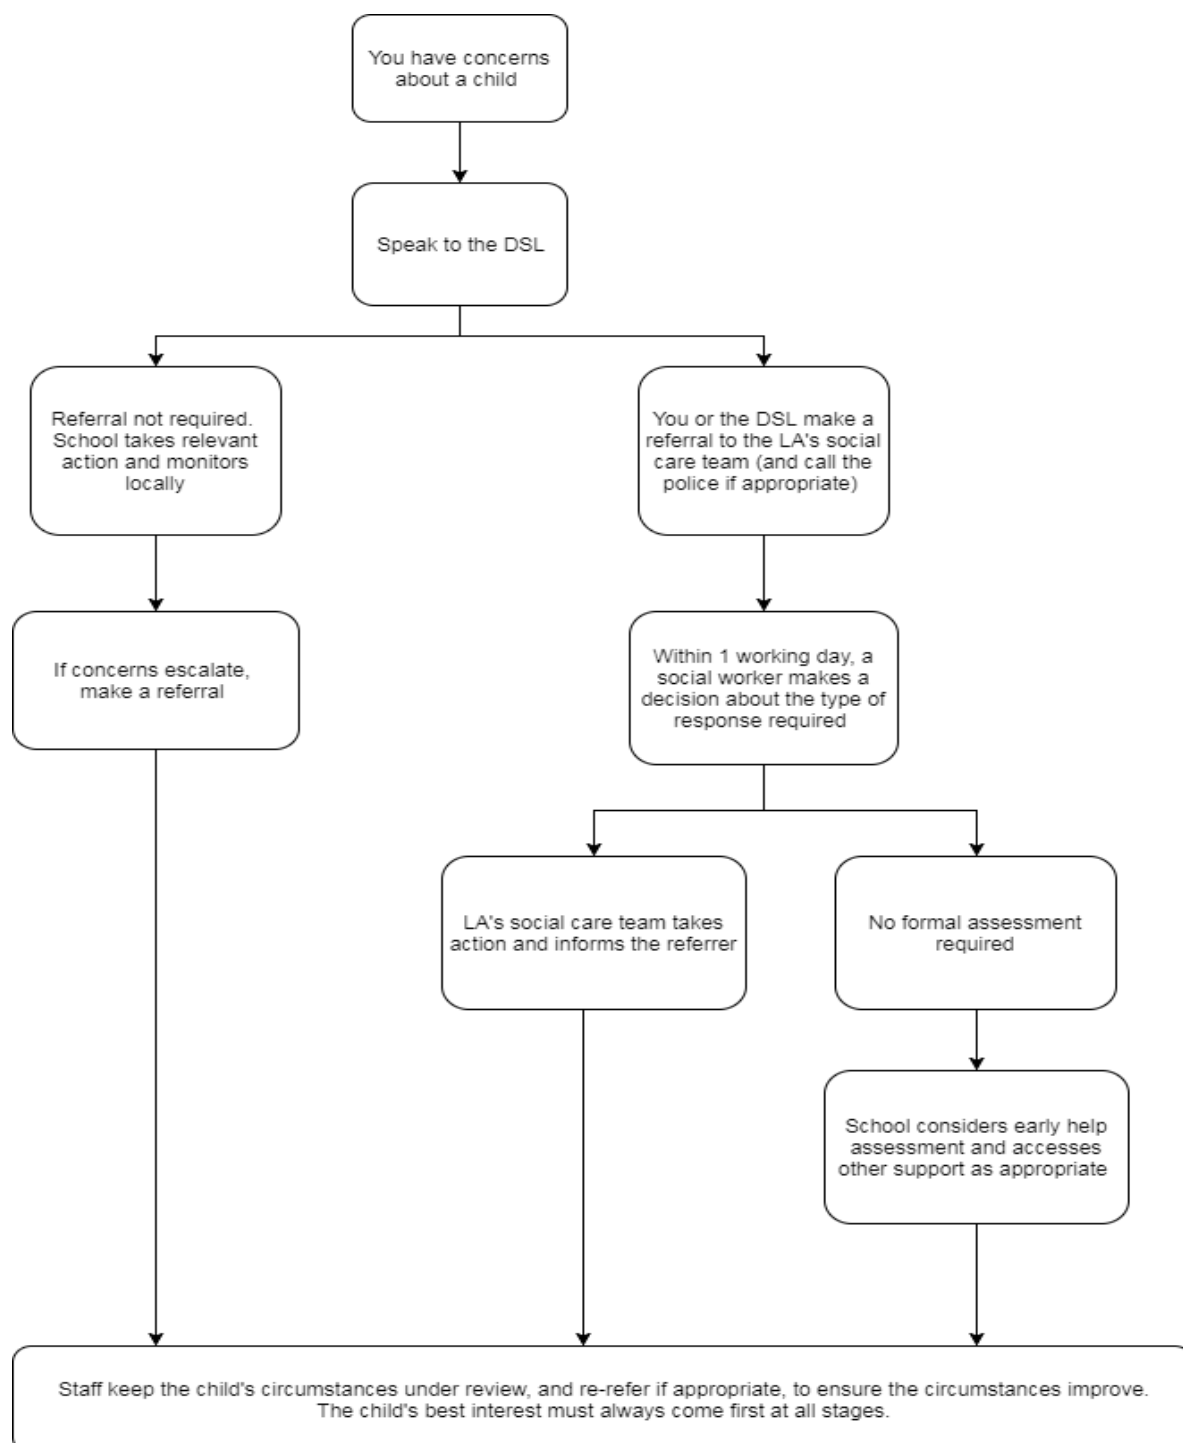 You have concerns
about a child
Speak to the DSL
Referral not required.
School takes relevant
action and monitors
locally
You or the DSL make a
referral to the LA's social
care team (and call the
police if appropriate)
If concerns escalate,
make a referral
Within 1 working day, a
social worker makes a
decision about the type of
response required
LA's social care team takes
action and informs the referrer
No formal assessment
required
School considers early help
assessment and accesses
other support as appropriate
Staff keep the child's circumstances under review, and re-refer if appropriate, to ensure the circumstances improve.
The child's best interest must always come first at all stages.